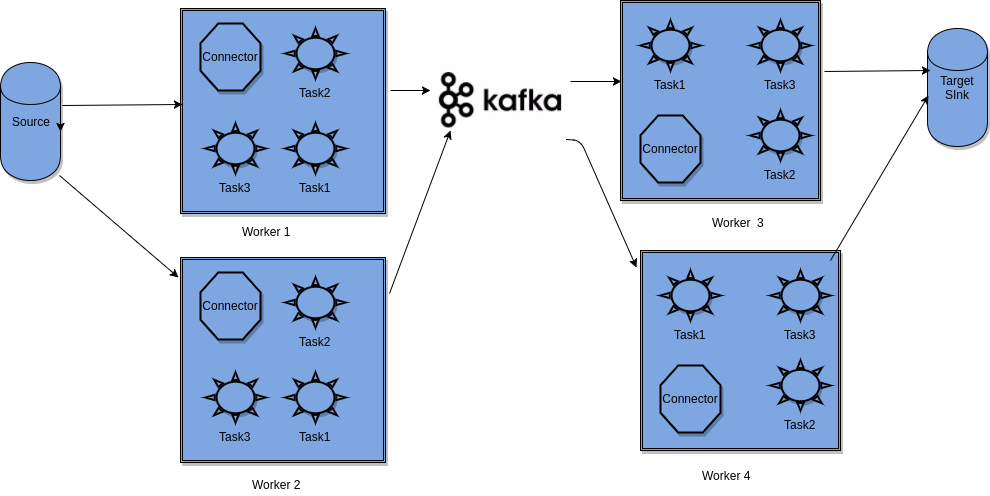 Source
Connector
Task2
Task3
Task1
Worker 1
Connector
Task2
Task3
Task1
Worker 2
kafka
Task1
Task3
Connector
Task2
Worker  3
Task1
Task3
Connector
Task2
Worker 4
Target
SInk